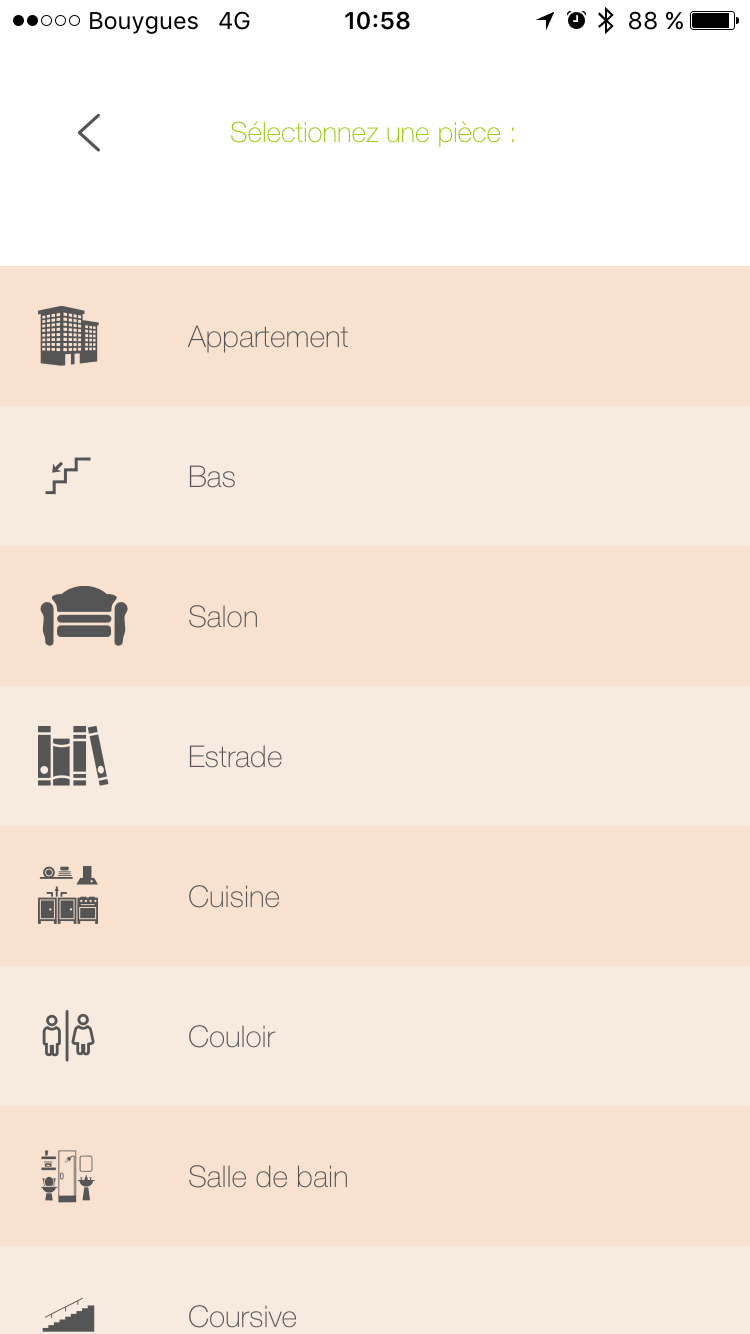 Bouygues 4G 10:58 88 %
Sélectionnez une pièce :
Appartement
Bas
Salon
Estrade
Cuisine
Couloir
Salle de bain
Coursive